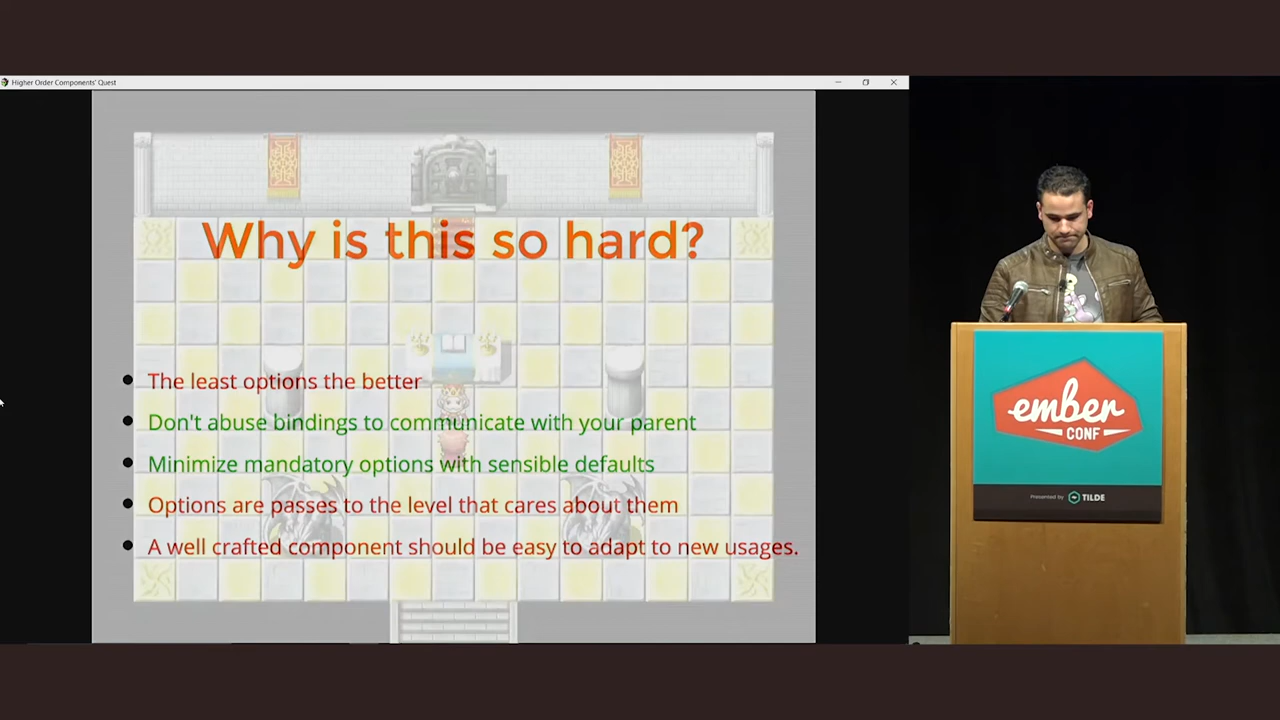 Higher Order Components' Quest
Why is this so hard?
The least options the better
Don't abuse bindings to communicate with your parent
Minimize mandatory options with sensible defaults
Options are passes to the level that cares about them
A well crafted component should be easy to adapt to new usages.
ember
CONF
Presented by TILDE